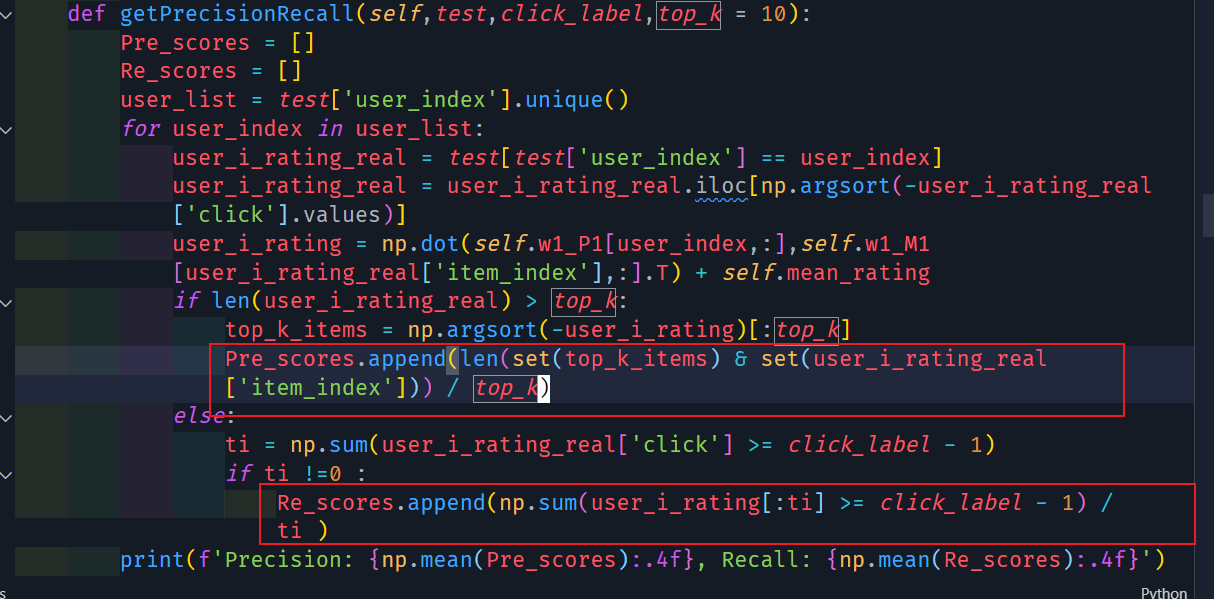 def getPrecisionRecall(self,test,click_label,top_k = 10):
Pre_scores = []
Re_scores = []
user_list = test['user_index'].unique()
for user_index in user_list:
user_i_rating_real = test[test['user_index'] == user_index]
user_i_rating_real = user_i_rating_real.iloc[np.argsort(-user_i_rating_real
['click'].values)]
user_i_rating = np.dot(self.w1_P1[user_index,:],self.w1_M1
[user_i_rating_real['item_index'],:].T) + self.mean_rating
if len(user_i_rating_real) > top_k:
top_k_items = np.argsort(-user_i_rating)[:top_k]
Pre_scores.append(len(set(top_k_items) & set(user_i_rating_real
['item_index'])) / top_k)
else:
ti = np.sum(user_i_rating_real['click'] >= click_label - 1)
if ti !=0 :
Re_scores.append(np.sum(user_i_rating[:ti] >= click_label - 1) /
ti )
print(f'Precision: {np.mean(Pre_scores):.4f}, Recall: {np.mean(Re_scores):.4f}')
s
Python